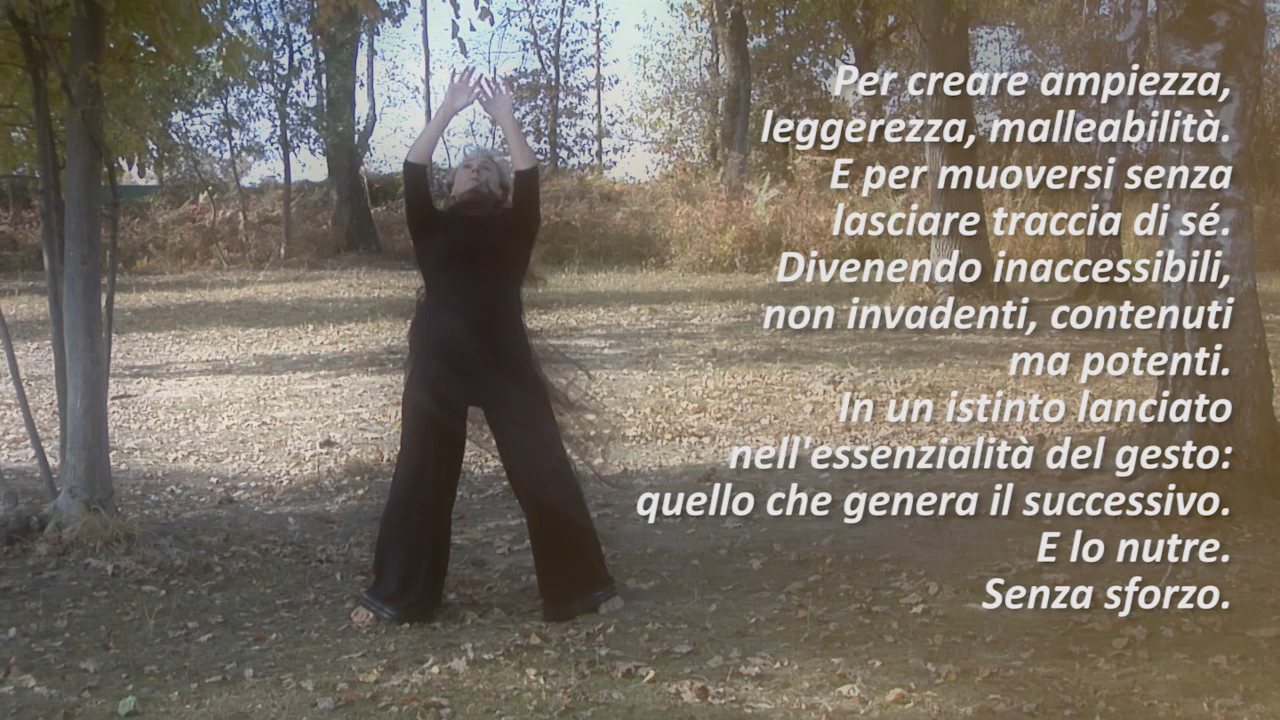 Per creare ampiezza,
leggerezza, malleabilità.
E per muoversi senza
lasciare traccia di sé.
Divenendo inaccessibili,
non invadenti, contenuti
ma potenti.
In un istinto lanciato
nell'essenzialità del gesto:
quello che genera il successivo.
E lo nutre.
Senza sforzo.